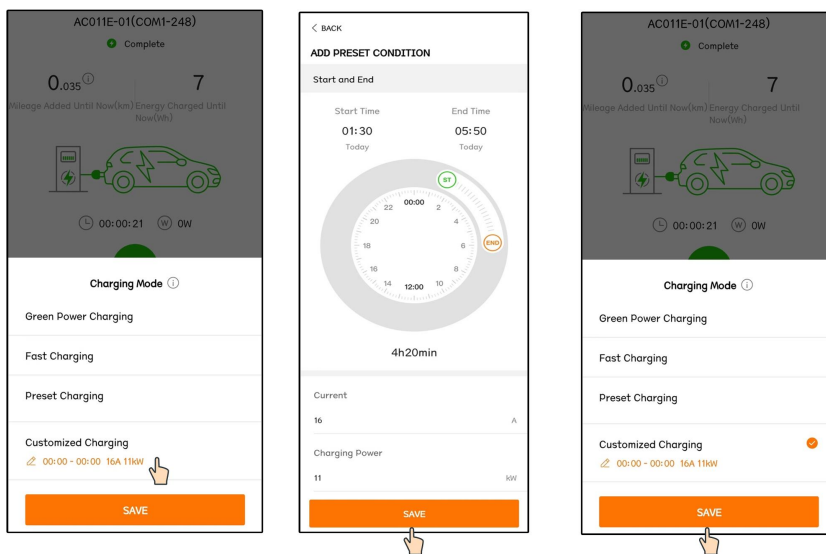 AC011E-01(COM1-248)
Complete
0.035
7
Mileage Added Until Now(km)
Energy Charged Until
Now(Wh)
00:00:21
W 0W
Charging Mode
Green Power Charging
Fast Charging
Preset Charging
Customized Charging
00:00 - 00:00 16A 11kW
SAVE
< BACK
ADD PRESET CONDITION
Start and End
Start Time
End Time
01:30
05:50
Today
Today
ST
END
00:00
2
4
6
8
10
12:00
14
16
18
20
22
4h20min
Current
16 A
Charging Power
11 kW
SAVE
AC011E-01(COM1-248)
Complete
0.035
7
Mileage Added Until Now(km)
Energy Charged Until
Now(Wh)
00:00:21
W 0W
Charging Mode
Green Power Charging
Fast Charging
Preset Charging
Customized Charging
00:00 - 00:00 16A 11kW
SAVE